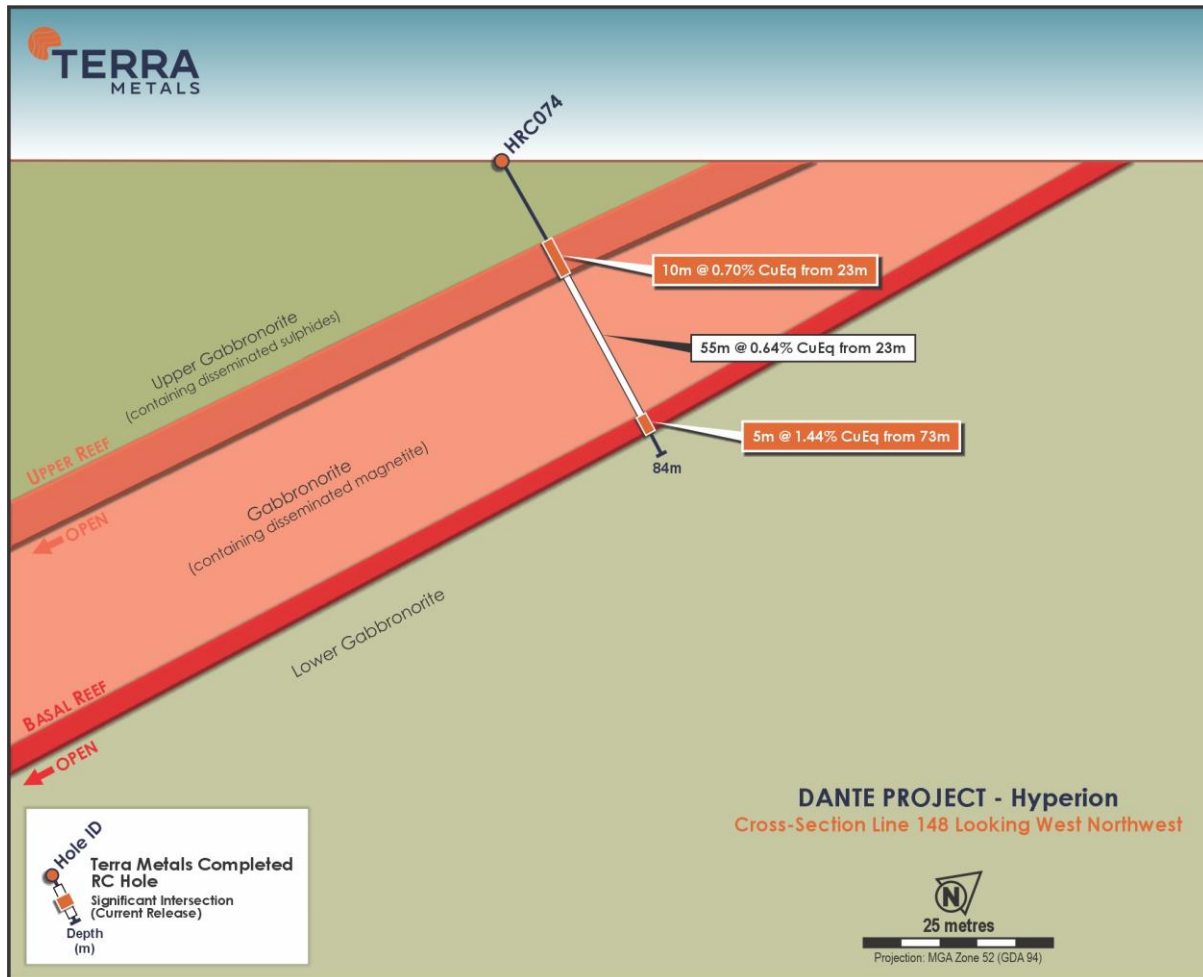 TERRA
METALS
HRC074
10m @ 0.70% CuEq from 23m
55m @ 0.64% CuEq from 23m
5m @ 1.44% CuEq from 73m
84m
Upper Gabbronorite
(containing disseminated sulphides)
UPPER REEF
OPEN
Gabbronorite
(containing disseminated magnetite)
Lower Gabbronorite
BASAL REEF
OPEN
DANTE PROJECT - Hyperion
Cross-Section Line 148 Looking West Northwest
Hole ID
Terra Metals Completed
RC Hole
Significant Intersection
(Current Release)
Depth
(m)
N
25 metres
Projection: MGA Zone 52 (GDA 94)